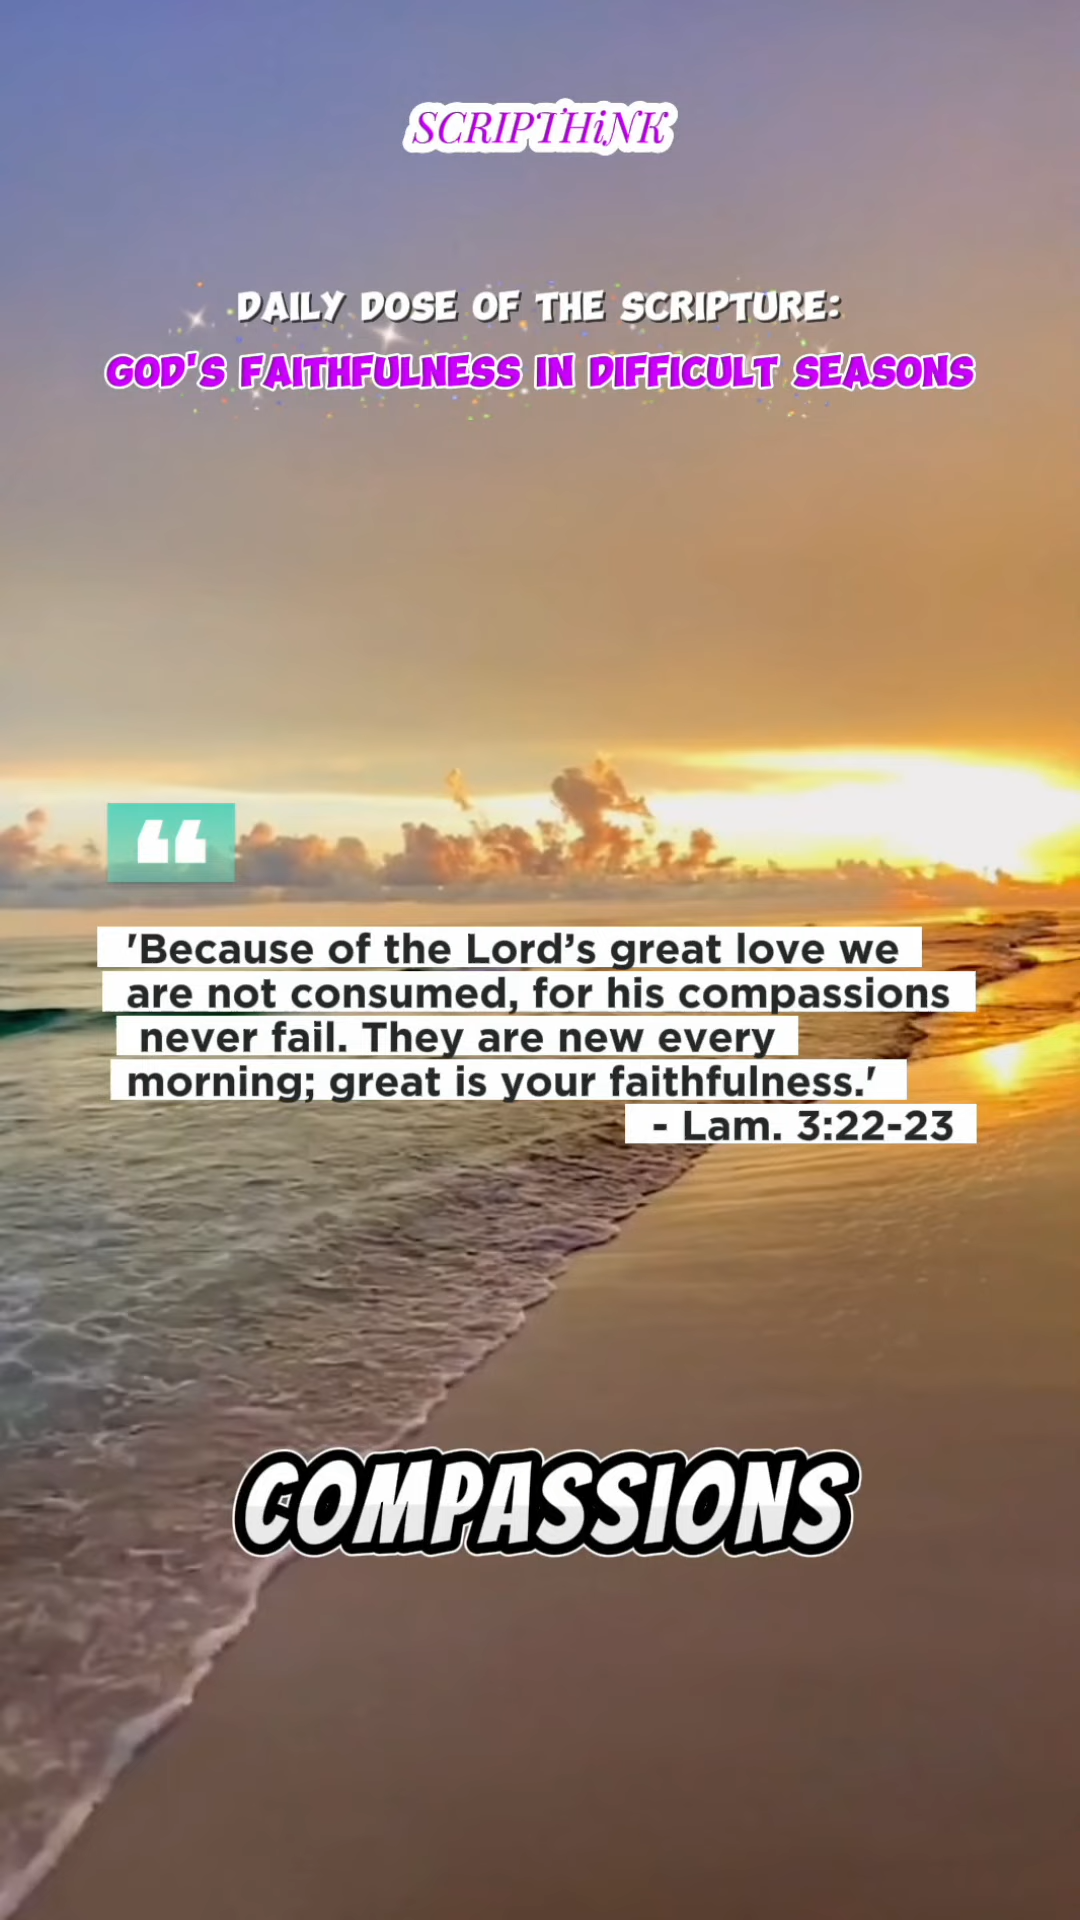 SCRIPTHiNK
DAILY DOSE OF THE SCRIPTURE:
GOD'S FAITHFULNESS IN DIFFICULT SEASONS
“
'Because of the Lord’s great love we
are not consumed, for his compassions
never fail. They are new every
morning; great is your faithfulness.'
- Lam. 3:22-23
COMPASSIONS